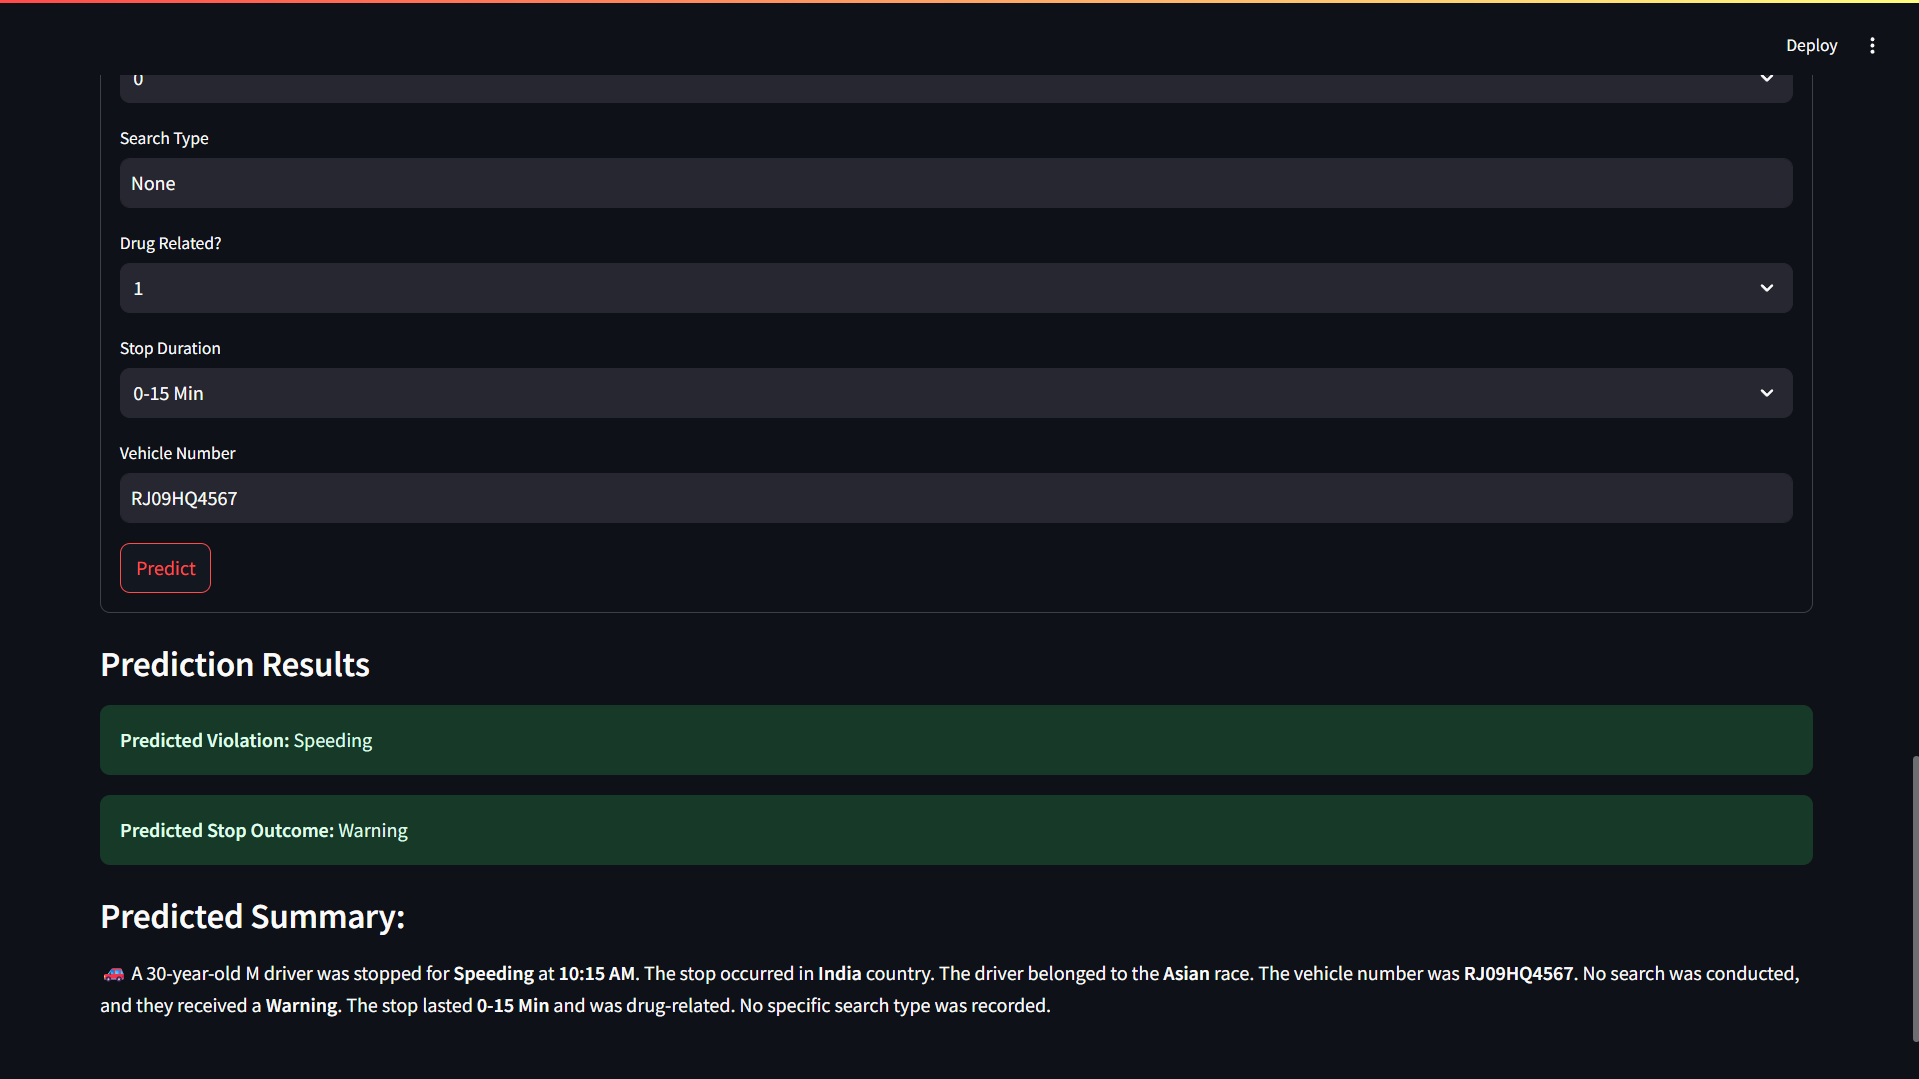 Deploy
0
Search Type
None
Drug Related?
1
Stop Duration
0-15 Min
Vehicle Number
RJ09HQ4567
Predict
Prediction Results
Predicted Violation: Speeding
Predicted Stop Outcome: Warning
Predicted Summary:
🚗 A 30-year-old M driver was stopped for Speeding at 10:15 AM. The stop occurred in India country. The driver belonged to the Asian race. The vehicle number was RJ09HQ4567. No search was conducted,
and they received a Warning. The stop lasted 0-15 Min and was drug-related. No specific search type was recorded.